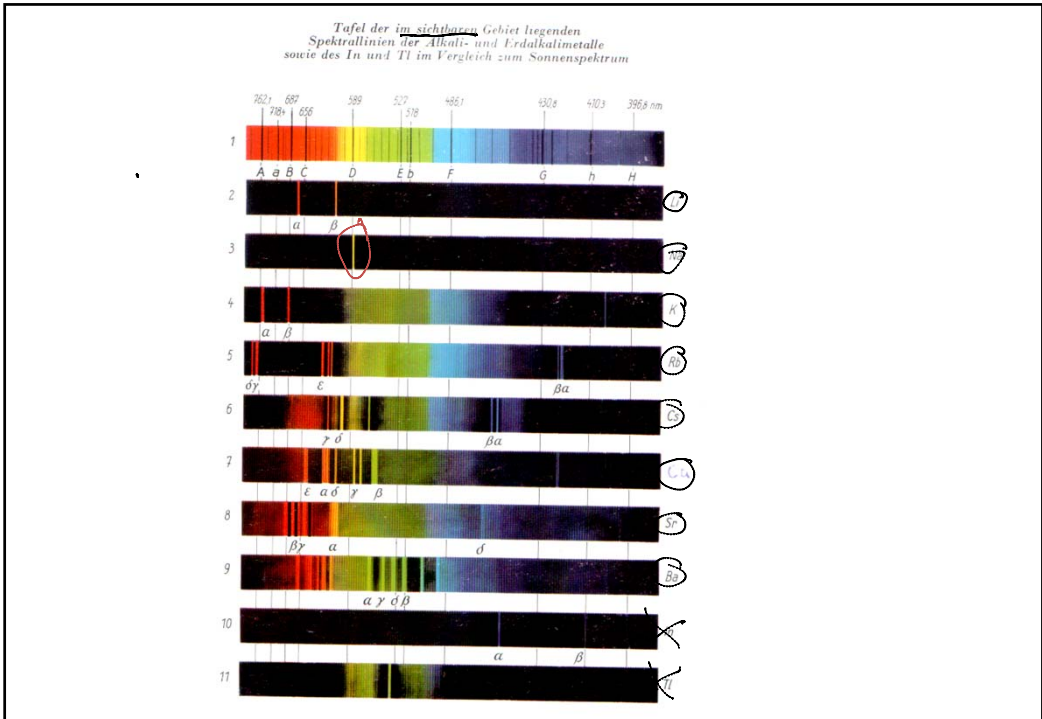 Tafel der im sichtbaren Gebiet liegenden
Spektrallinien der Alkali- und Erdalkalimetalle
sowie des In und Tl im Vergleich zum Sonnenspektrum
762,1 718,4 687 656 589 527 518 486,1 430,8 410,3 396,8 nm
1
A a B C D E b F G h H
2 Li
α β
3 Na
4 K
α β
5 Rb
δ γ ε β α
6 Cs
γ δ β α
7
ε α δ γ β
8 Sr
β γ α δ
9 Ba
α γ δ β
10
α β
11 Tl